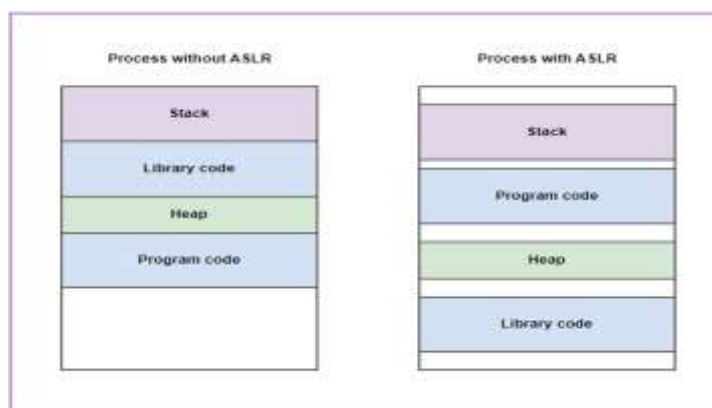 Process without ASLR
Process with ASLR
Stack
Library code
Heap
Program code
Stack
Program code
Heap
Library code